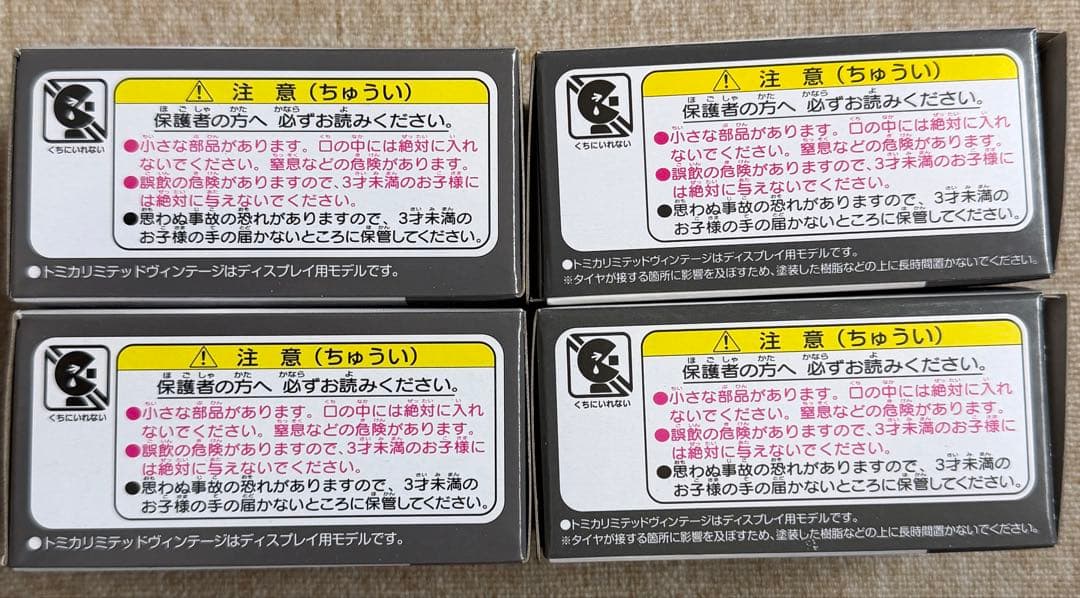 ⚠ 注意（ちゅうい）
保護者の方へ 必ずお読みください。
●小さな部品があります。口の中には絶対に入れ
ないでください。窒息などの危険があります。
●誤飲の危険がありますので、3才未満のお子様に
は絶対に与えないでください。
●思わぬ事故の恐れがありますので、3才未満の
お子様の手の届かないところに保管してください。
くちにいれない
●トミカリミテッドヴィンテージはディスプレイ用モデルです。
⚠ 注意（ちゅうい）
保護者の方へ 必ずお読みください。
●小さな部品があります。口の中には絶対に入れ
ないでください。窒息などの危険があります。
●誤飲の危険がありますので、3才未満のお子様に
は絶対に与えないでください。
●思わぬ事故の恐れがありますので、3才未満の
お子様の手の届かないところに保管してください。
くちにいれない
●トミカリミテッドヴィンテージはディスプレイ用モデルです。
※タイヤが接する箇所に影響を及ぼすため、塗装した樹脂などの上に長時間置かないでください。
⚠ 注意（ちゅうい）
保護者の方へ 必ずお読みください。
●小さな部品があります。口の中には絶対に入れ
ないでください。窒息などの危険があります。
●誤飲の危険がありますので、3才未満のお子様に
は絶対に与えないでください。
●思わぬ事故の恐れがありますので、3才未満の
お子様の手の届かないところに保管してください。
くちにいれない
●トミカリミテッドヴィンテージはディスプレイ用モデルです。
⚠ 注意（ちゅうい）
保護者の方へ 必ずお読みください。
●小さな部品があります。口の中には絶対に入れ
ないでください。窒息などの危険があります。
●誤飲の危険がありますので、3才未満のお子様に
は絶対に与えないでください。
●思わぬ事故の恐れがありますので、3才未満の
お子様の手の届かないところに保管してください。
くちにいれない
●トミカリミテッドヴィンテージはディスプレイ用モデルです。
※タイヤが接する箇所に影響を及ぼすため、塗装した樹脂などの上に長時間置かないでください。